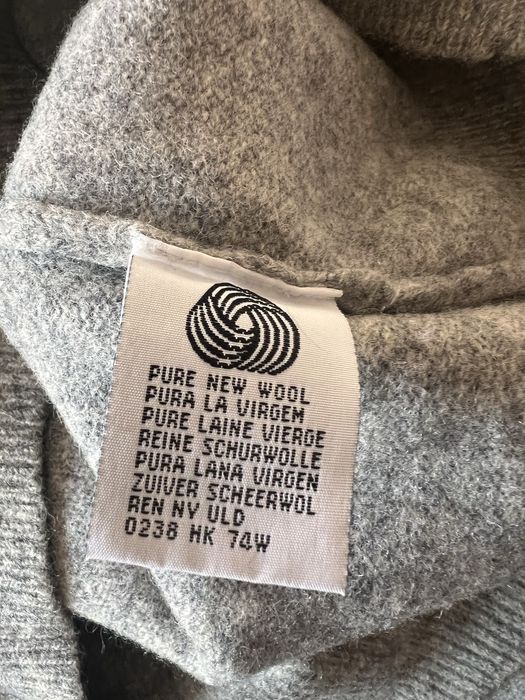 PURE NEW WOOL
PURA LA VIRGEM
PURE LAINE VIERGE
REINE SCHURWOLLE
PURA LANA VIRGEN
ZUIVER SCHEERWOL
REN NY ULD
0238 HK 74W